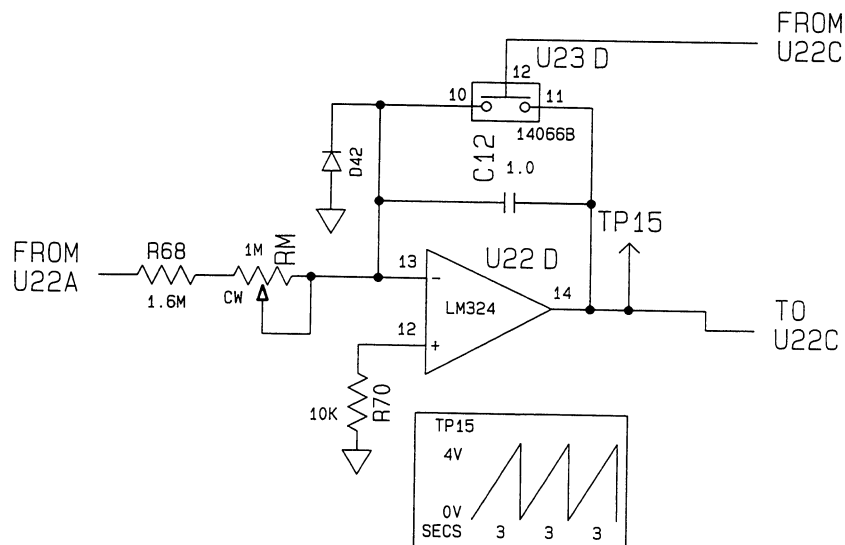 FROM
U22C
U23 D
12
10
11
14066B
D42
C12
1.0
TP15
FROM
U22A
R68
1M
RM
1.6M
CW
13
-
U22 D
LM324
14
12
+
TO
U22C
10K
R70
TP15
4V
0V
SECS 3 3 3